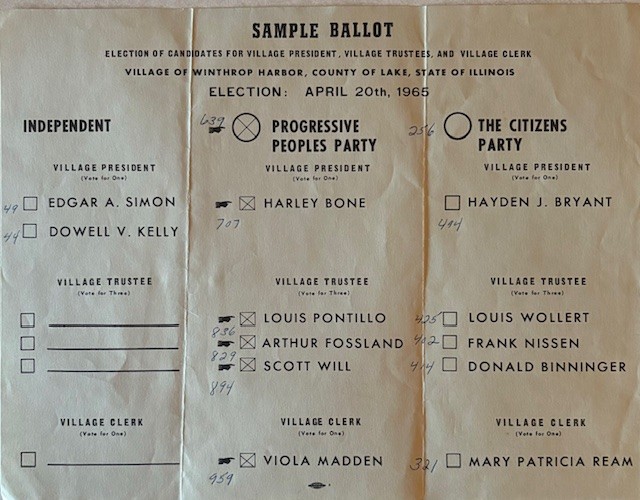 SAMPLE BALLOT
ELECTION OF CANDIDATES FOR VILLAGE PRESIDENT, VILLAGE TRUSTEES, AND VILLAGE CLERK
VILLAGE OF WINTHROP HARBOR, COUNTY OF LAKE, STATE OF ILLINOIS
ELECTION: APRIL 20th, 1965
INDEPENDENT
VILLAGE PRESIDENT
(Vote for One)
49 EDGAR A. SIMON
44 DOWELL V. KELLY
VILLAGE TRUSTEE
(Vote for Three)
VILLAGE CLERK
(Vote for One)
639 PROGRESSIVE
PEOPLES PARTY
VILLAGE PRESIDENT
(Vote for One)
HARLEY BONE
707
VILLAGE TRUSTEE
(Vote for Three)
LOUIS PONTILLO
836
ARTHUR FOSSLAND
829
SCOTT WILL
894
VILLAGE CLERK
(Vote for One)
VIOLA MADDEN
959
256 THE CITIZENS
PARTY
VILLAGE PRESIDENT
(Vote for One)
HAYDEN J. BRYANT
494
VILLAGE TRUSTEE
(Vote for Three)
425 LOUIS WOLLERT
402 FRANK NISSEN
414 DONALD BINNINGER
VILLAGE CLERK
(Vote for One)
321 MARY PATRICIA REAM